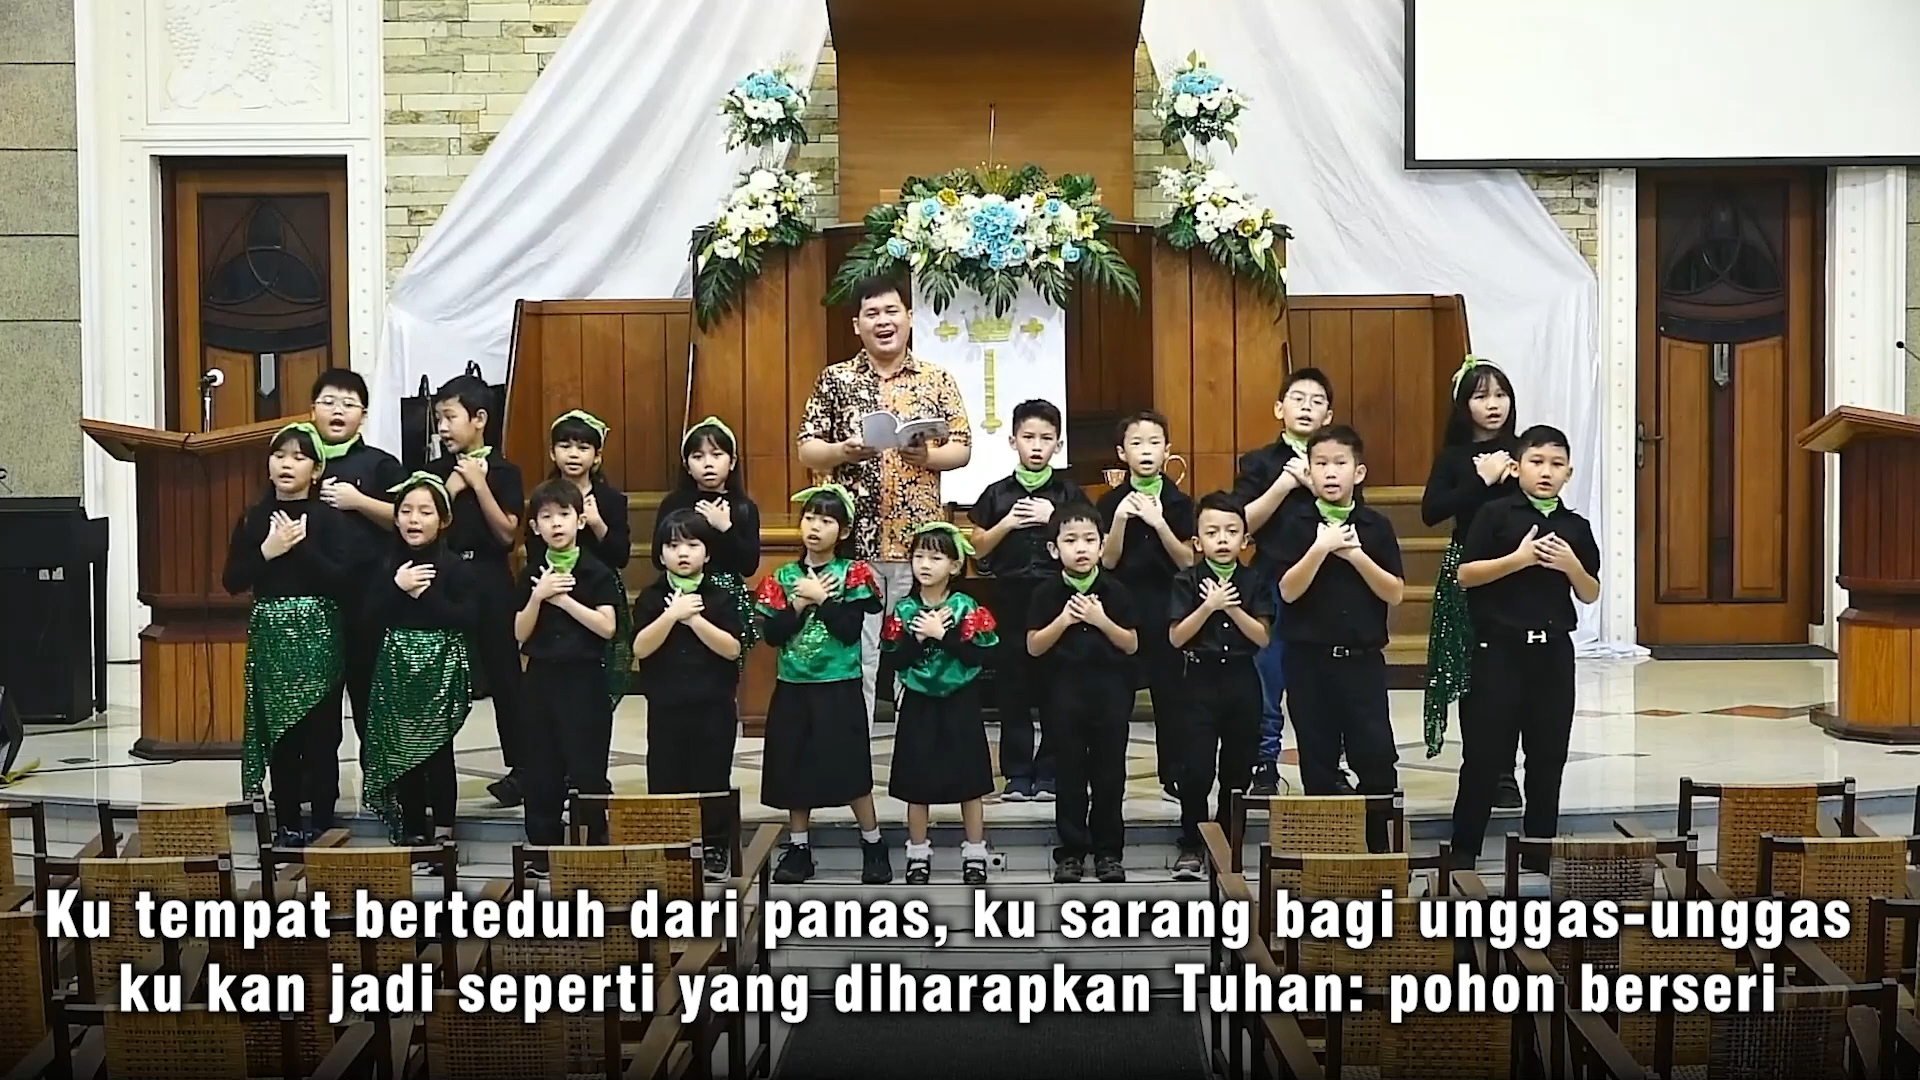 Ku tempat berteduh dari panas, ku sarang bagi unggas-unggas
ku kan jadi seperti yang diharapkan Tuhan: pohon berseri